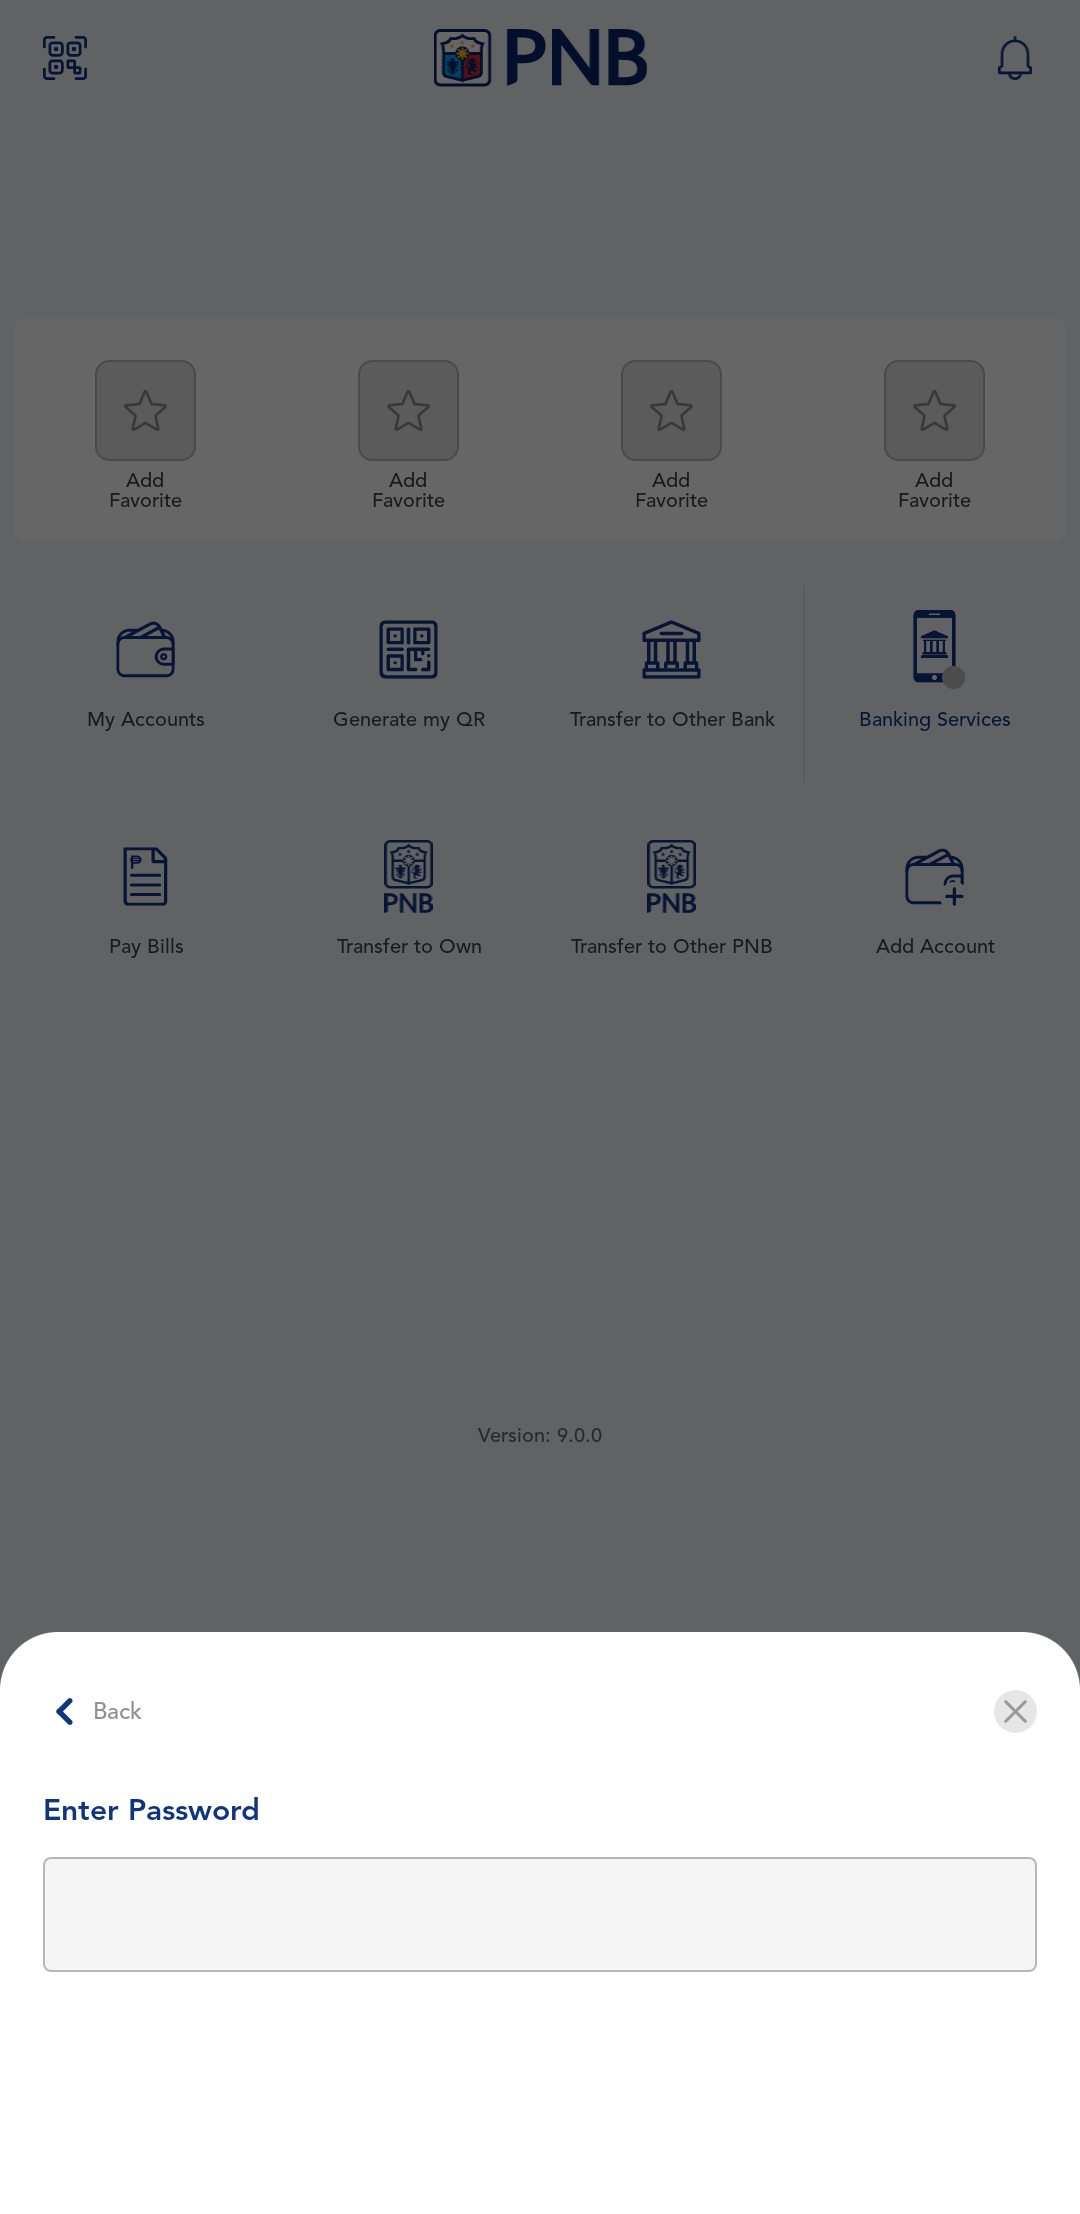 PNB
Add
Favorite
Add
Favorite
Add
Favorite
Add
Favorite
My Accounts
Generate my QR
Transfer to Other Bank
Banking Services
PNB
PNB
Pay Bills
Transfer to Own
Transfer to Other PNB
Add Account
Version: 9.0.0
Back
Enter Password